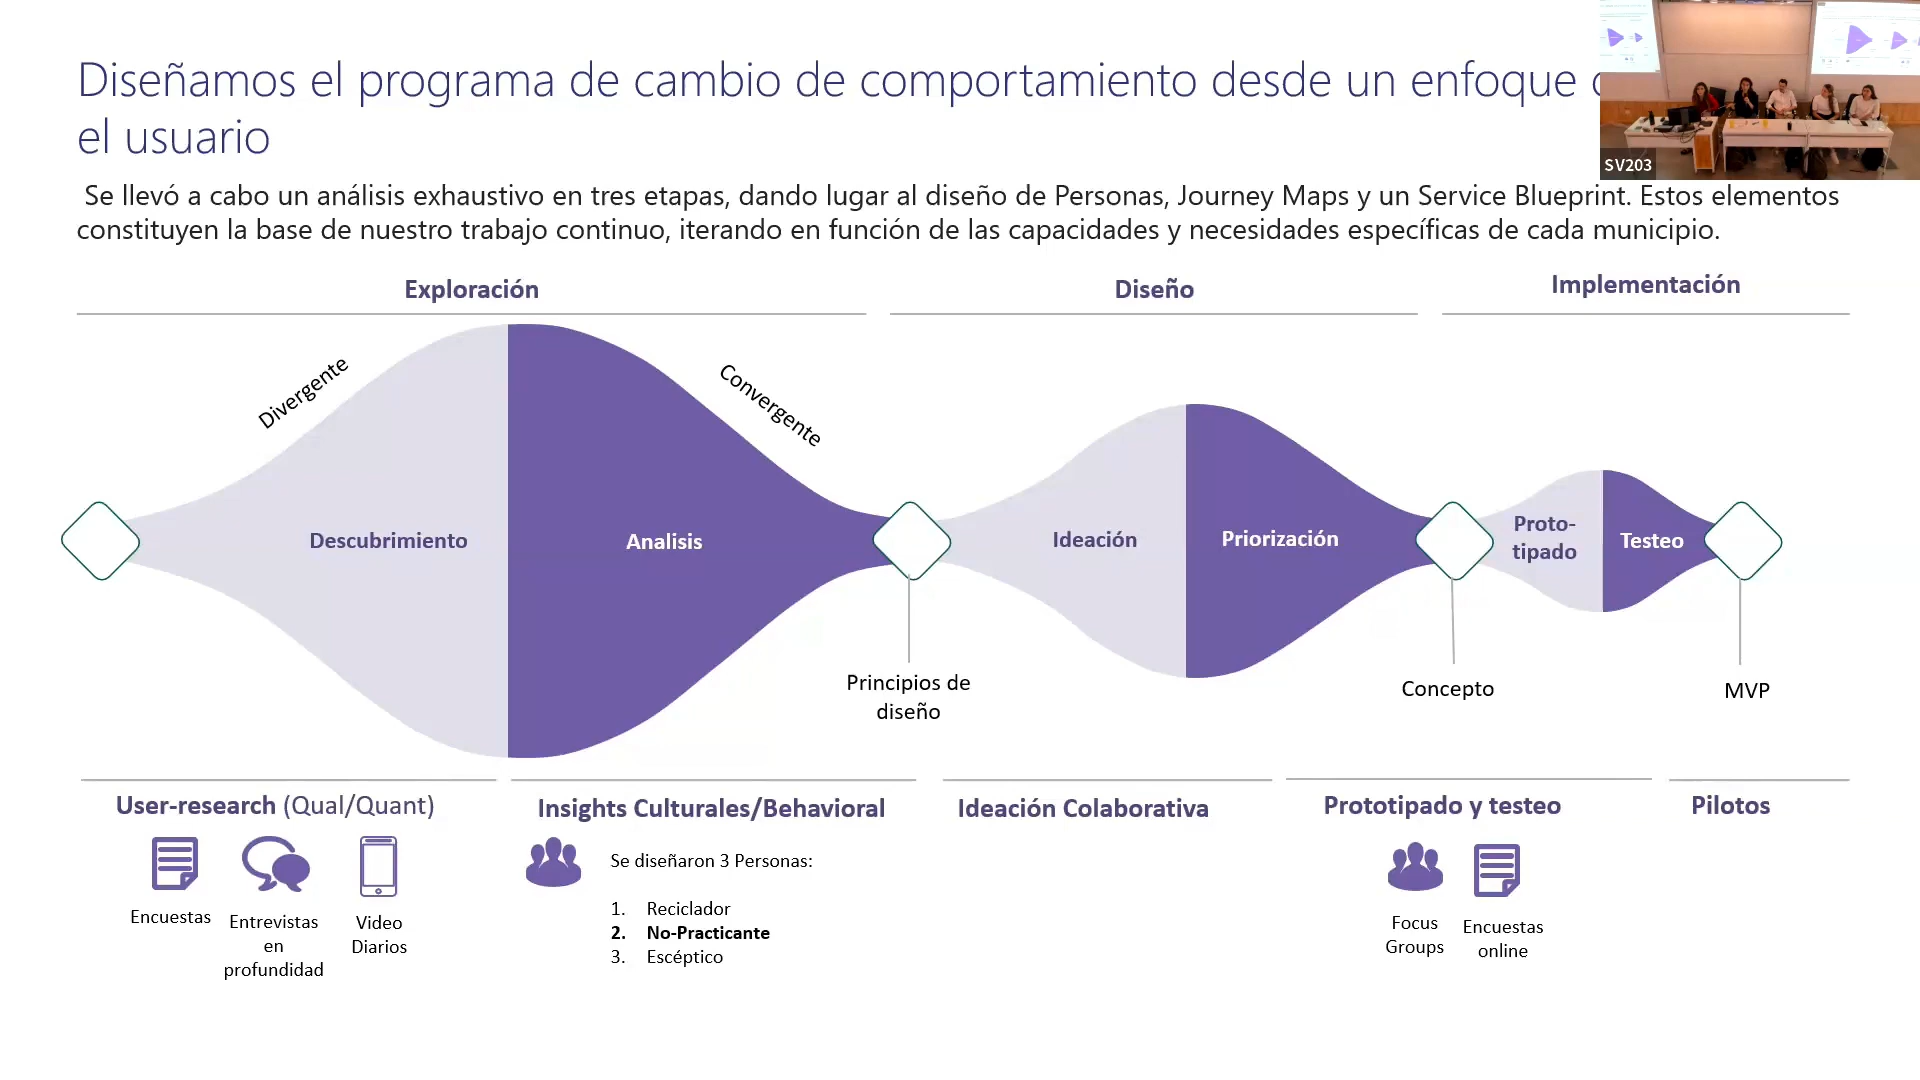 Diseñamos el programa de cambio de comportamiento desde un enfoque
el usuario
SV203
Se llevó a cabo un análisis exhaustivo en tres etapas, dando lugar al diseño de Personas, Journey Maps y un Service Blueprint. Estos elementos
constituyen la base de nuestro trabajo continuo, iterando en función de las capacidades y necesidades específicas de cada municipio.
Exploración
Diseño
Implementación
Divergente
Convergente
Descubrimiento
Analisis
Ideación
Priorización
Proto-
tipado
Testeo
Principios de
diseño
Concepto
MVP
User-research (Qual/Quant)
Encuestas
Entrevistas
en
profundidad
Video
Diarios
Insights Culturales/Behavioral
Se diseñaron 3 Personas:
1. Reciclador
2. No-Practicante
3. Escéptico
Ideación Colaborativa
Prototipado y testeo
Focus
Groups
Encuestas
online
Pilotos